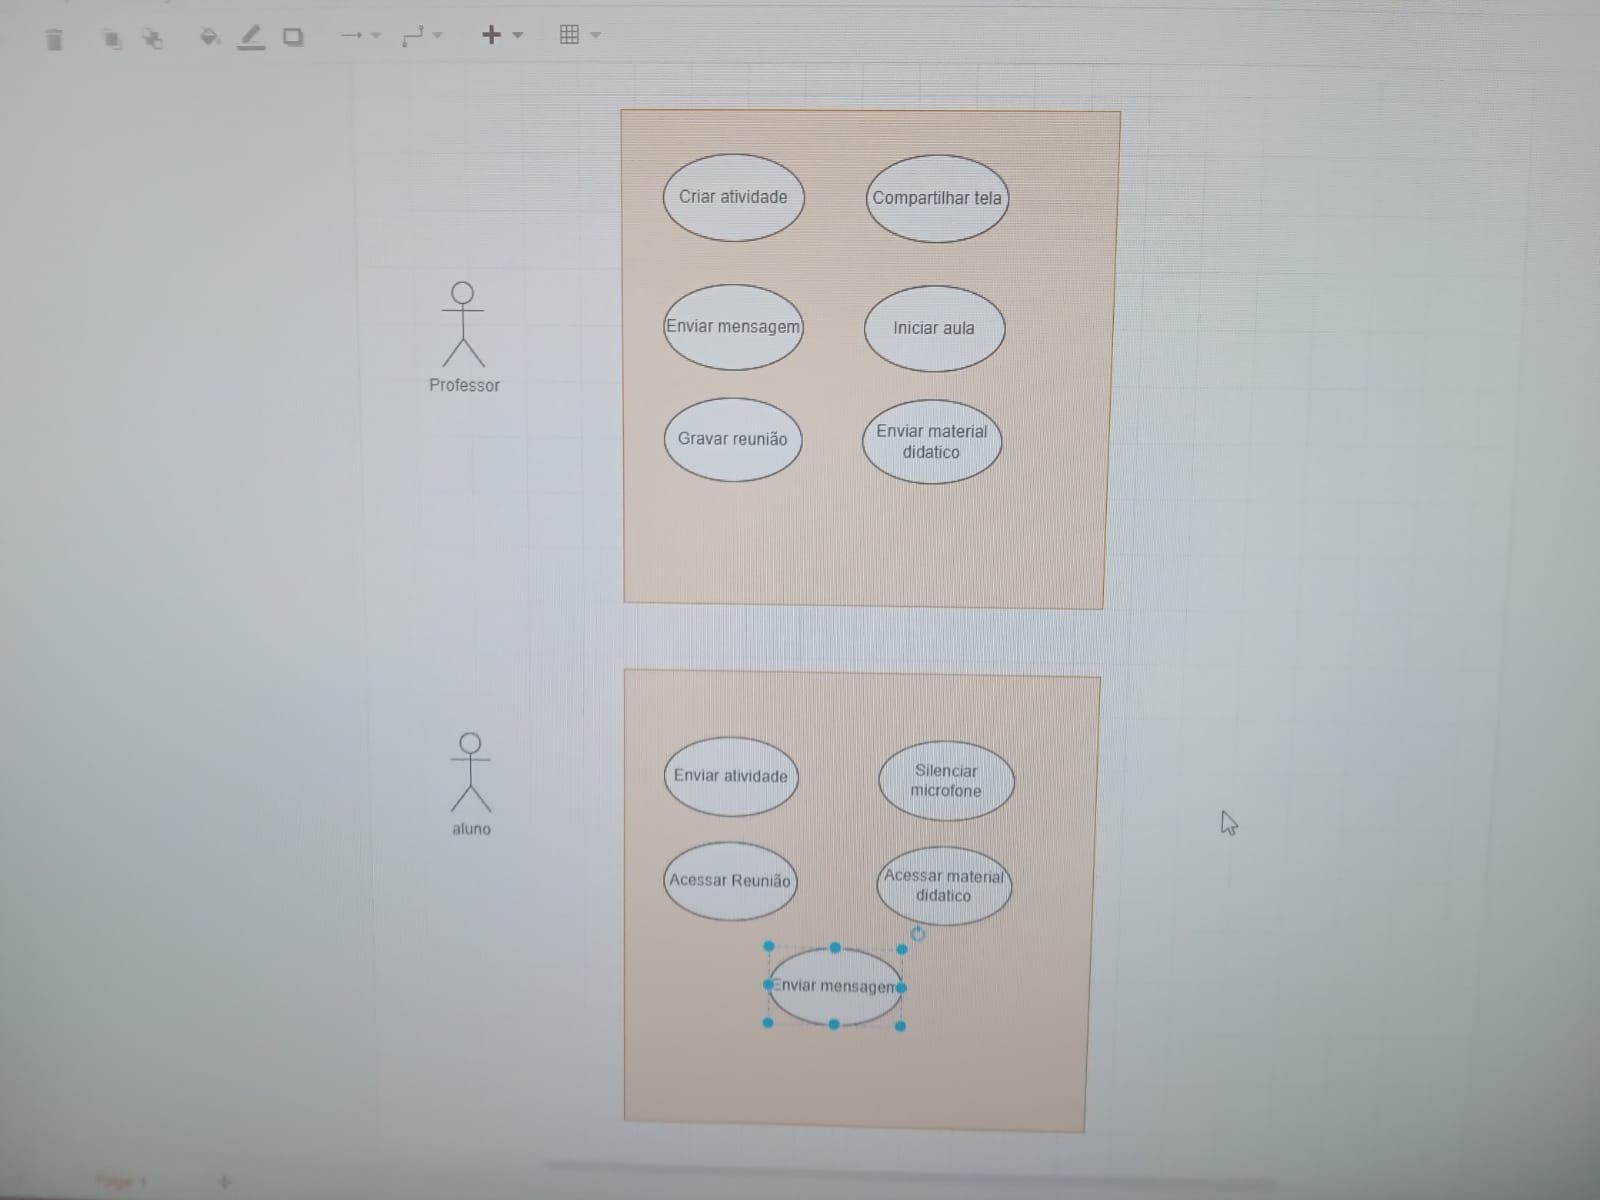 Criar atividade
Compartilhar tela
Enviar mensagem
Iniciar aula
Gravar reunião
Enviar material
didatico
Professor
Enviar atividade
Silenciar
microfone
Acessar Reunião
Acessar material
didatico
Enviar mensagem
aluno
Page 1